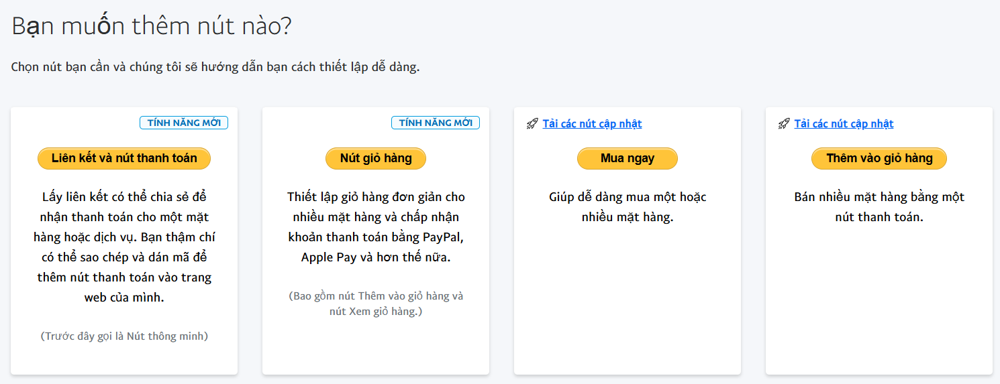 Bạn muốn thêm nút nào?
Chọn nút bạn cần và chúng tôi sẽ hướng dẫn bạn cách thiết lập dễ dàng.
TÍNH NĂNG MỚI
Liên kết và nút thanh toán
Lấy liên kết có thể chia sẻ để
nhận thanh toán cho một mặt
hàng hoặc dịch vụ. Bạn thậm chí
có thể sao chép và dán mã để
thêm nút thanh toán vào trang
web của mình.
(Trước đây gọi là Nút thông minh)
TÍNH NĂNG MỚI
Nút giỏ hàng
Thiết lập giỏ hàng đơn giản cho
nhiều mặt hàng và chấp nhận
khoản thanh toán bằng PayPal,
Apple Pay và hơn thế nữa.
(Bao gồm nút Thêm vào giỏ hàng và
nút Xem giỏ hàng.)
Tải các nút cập nhật
Mua ngay
Giúp dễ dàng mua một hoặc
nhiều mặt hàng.
Tải các nút cập nhật
Thêm vào giỏ hàng
Bán nhiều mặt hàng bằng một
nút thanh toán.